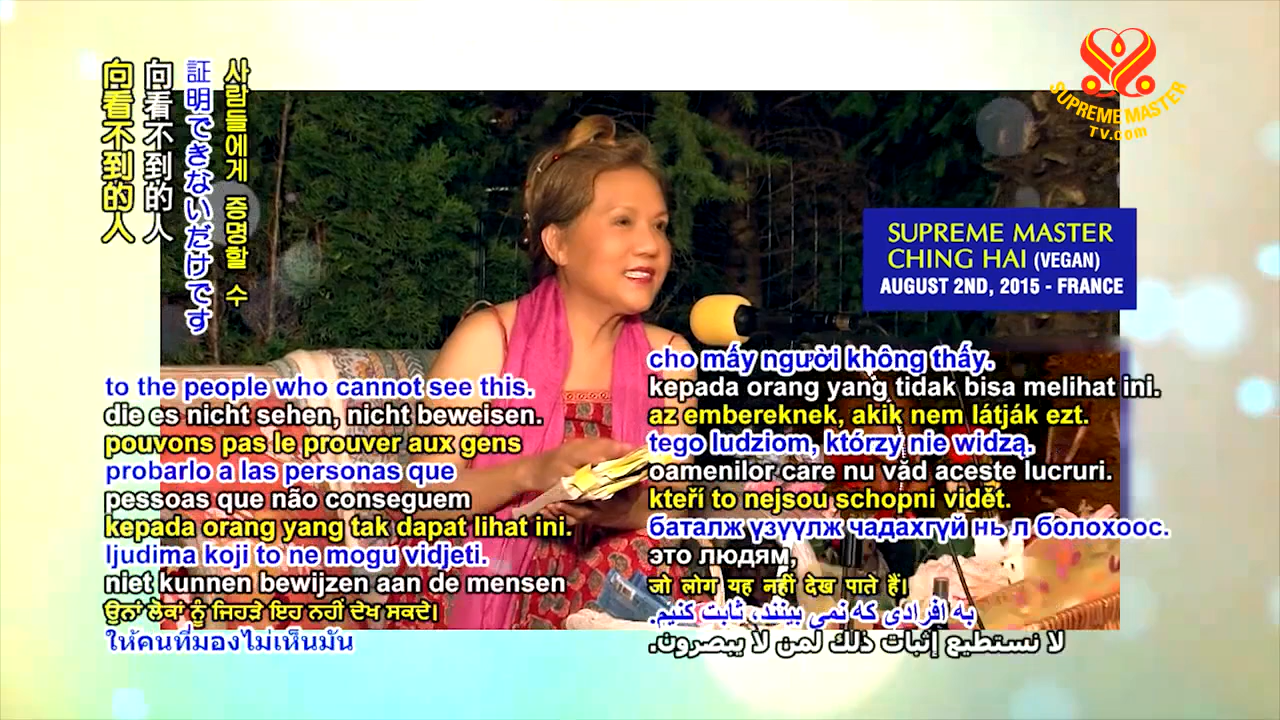 向看不到的人
向看不到的人
証明できないだけです
사람들에게 증명할 수
SUPREME MASTER
TV.com
SUPREME MASTER
CHING HAI (VEGAN)
AUGUST 2ND, 2015 - FRANCE
to the people who cannot see this.
die es nicht sehen, nicht beweisen.
pouvons pas le prouver aux gens
probarlo a las personas que
pessoas que não conseguem
kepada orang yang tak dapat lihat ini.
ljudima koji to ne mogu vidjeti.
niet kunnen bewijzen aan de mensen
ਉਨਾਂ ਲੋਕਾਂ ਨੂੰ ਜਿਹੜੇ ਇਹ ਨਹੀਂ ਦੇਖ ਸਕਦੇ।
ให้คนที่มองไม่เห็นมัน
cho mấy người không thấy.
kepada orang yang tidak bisa melihat ini.
az embereknek, akik nem látják ezt.
tego ludziom, którzy nie widzą.
oamenilor care nu văd aceste lucruri.
kteří to nejsou schopni vidět.
баталж үзүүлж чадахгүй нь л болохоос.
это людям,
जो लोग यह नहीं देख पाते हैं।
به افرادی که نمی بینند، ثابت کنیم.
لا نستطيع إثبات ذلك لمن لا يبصرون.